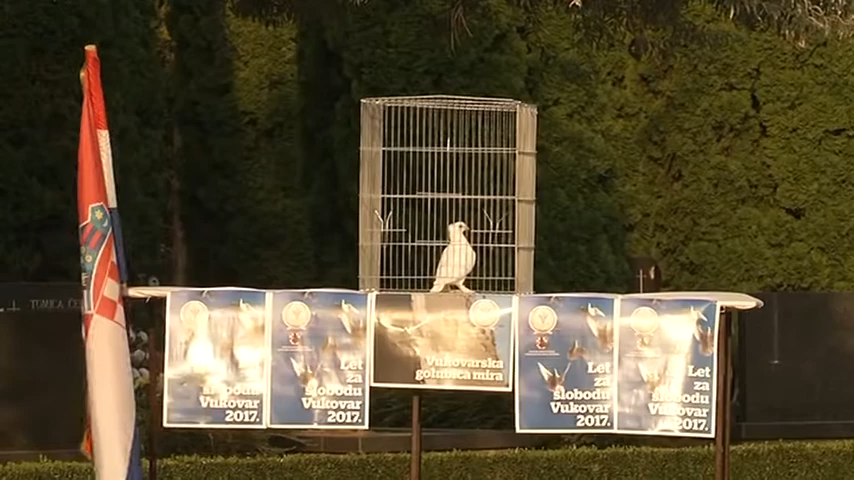 TOMICA
Let
za
slobodu
Vukovar
2017.
Let
za
slobodu
Vukovar
2017.
Vukovarska
golubica mira
Let
za
slobodu
Vukovar
2017.
Let
za
slobodu
Vukovar
2017.